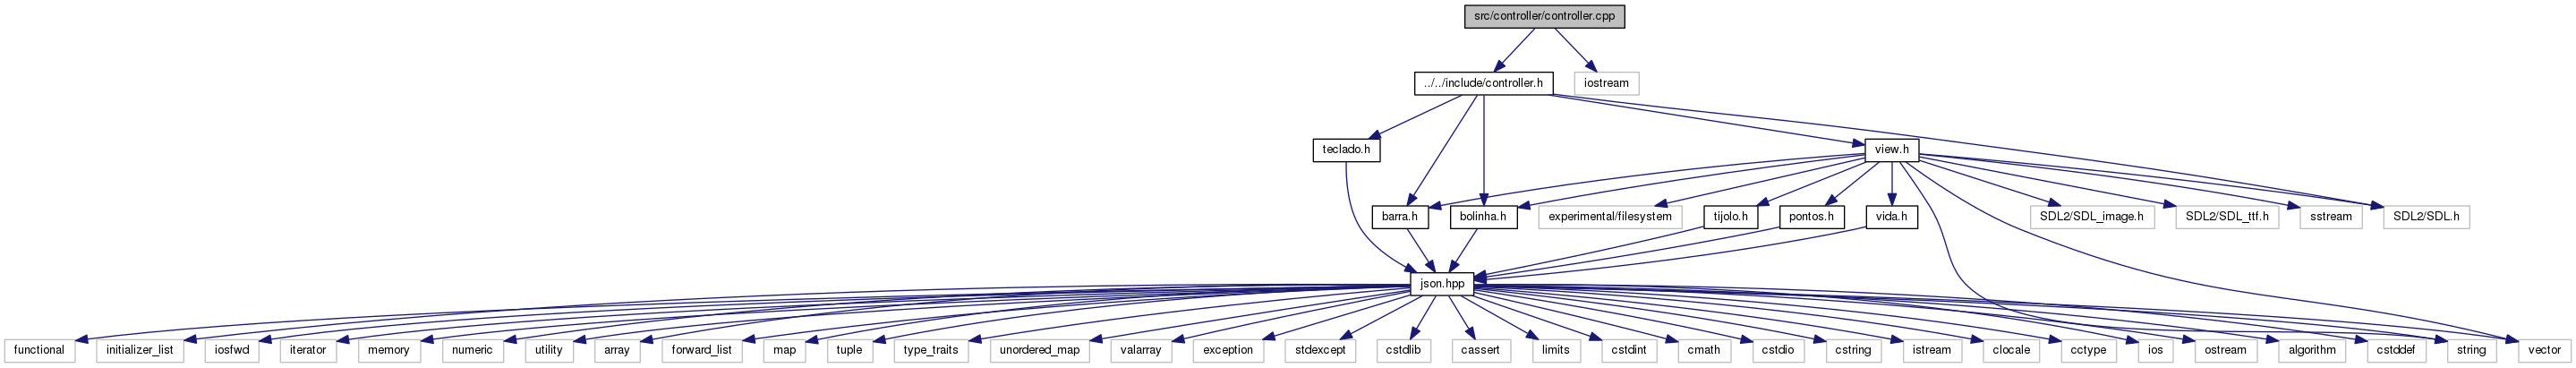 src/controller/controller.cpp
../../include/controller.h
iostream
teclado.h
view.h
barra.h
bolinha.h
experimental/filesystem
tijolo.h
pontos.h
vida.h
SDL2/SDL_image.h
SDL2/SDL_ttf.h
sstream
SDL2/SDL.h
json.hpp
functional
initializer_list
iosfwd
iterator
memory
numeric
utility
array
forward_list
map
tuple
type_traits
unordered_map
valarray
exception
stdexcept
cstdlib
cassert
limits
cstdint
cmath
cstdio
cstring
istream
clocale
cctype
ios
ostream
algorithm
cstddef
string
vector